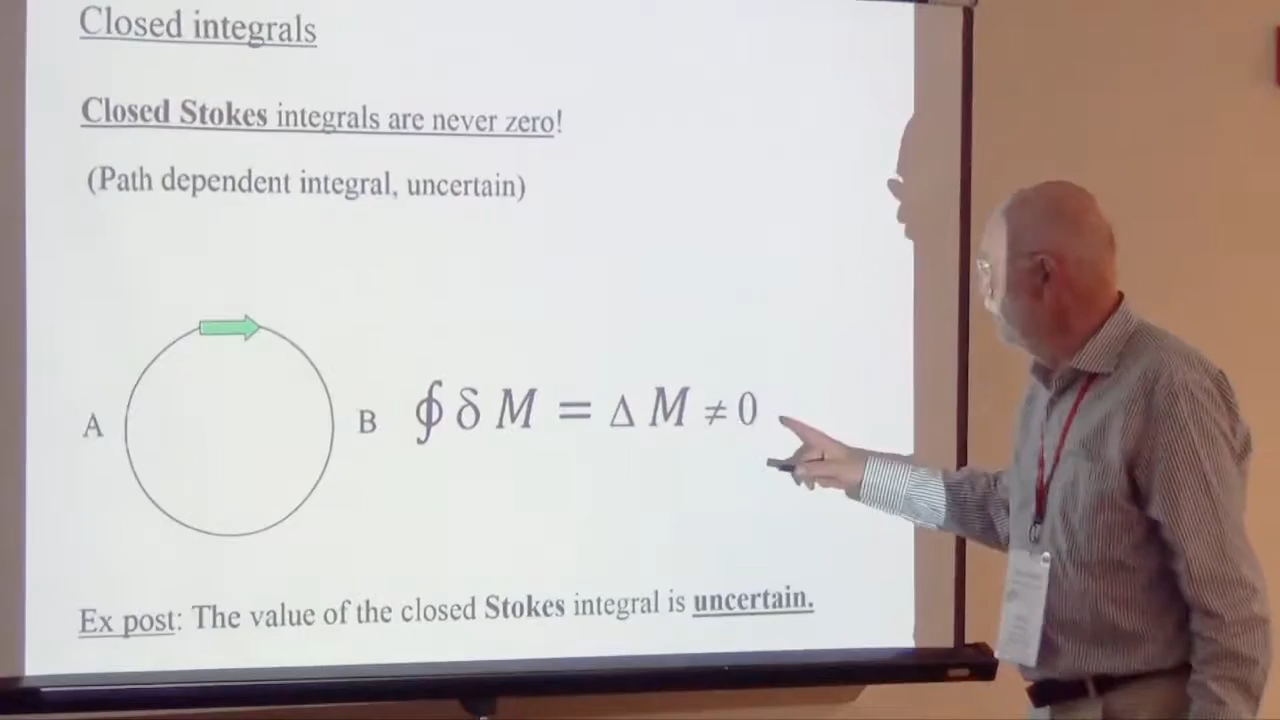 Closed integrals
Closed Stokes integrals are never zero!
(Path dependent integral, uncertain)
A
B
∮ δ M = Δ M ≠ 0
Ex post: The value of the closed Stokes integral is uncertain.